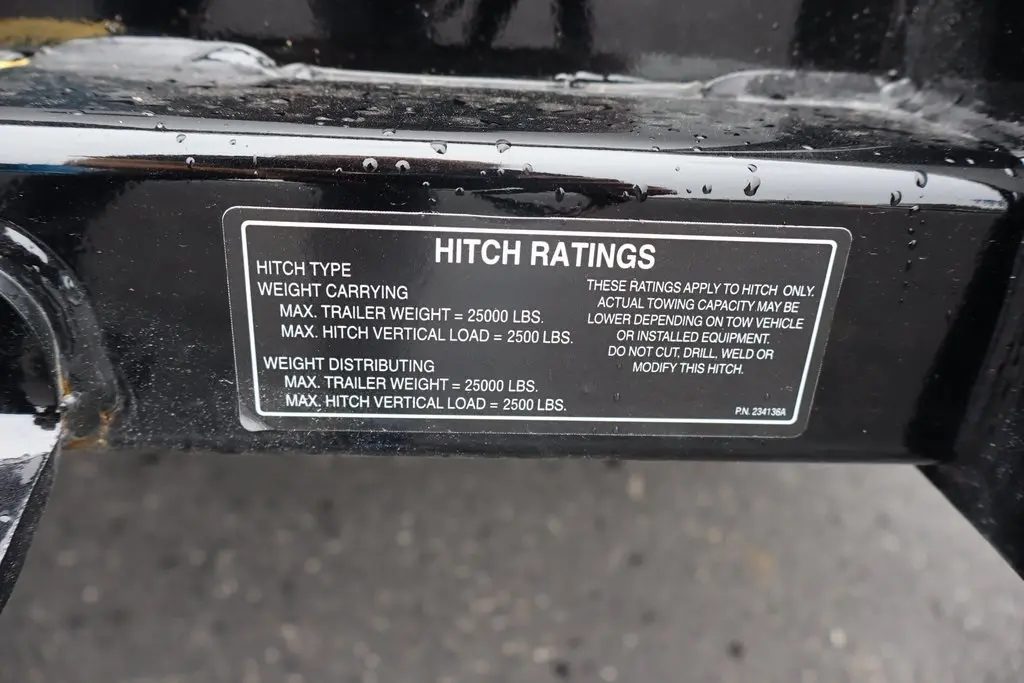 HITCH RATINGS
HITCH TYPE
WEIGHT CARRYING
MAX. TRAILER WEIGHT = 25000 LBS.
MAX. HITCH VERTICAL LOAD = 2500 LBS.
WEIGHT DISTRIBUTING
MAX. TRAILER WEIGHT = 25000 LBS.
MAX. HITCH VERTICAL LOAD = 2500 LBS.
THESE RATINGS APPLY TO HITCH ONLY.
ACTUAL TOWING CAPACITY MAY BE
LOWER DEPENDING ON TOW VEHICLE
OR INSTALLED EQUIPMENT.
DO NOT CUT, DRILL, WELD OR
MODIFY THIS HITCH.
P.N. 234136A